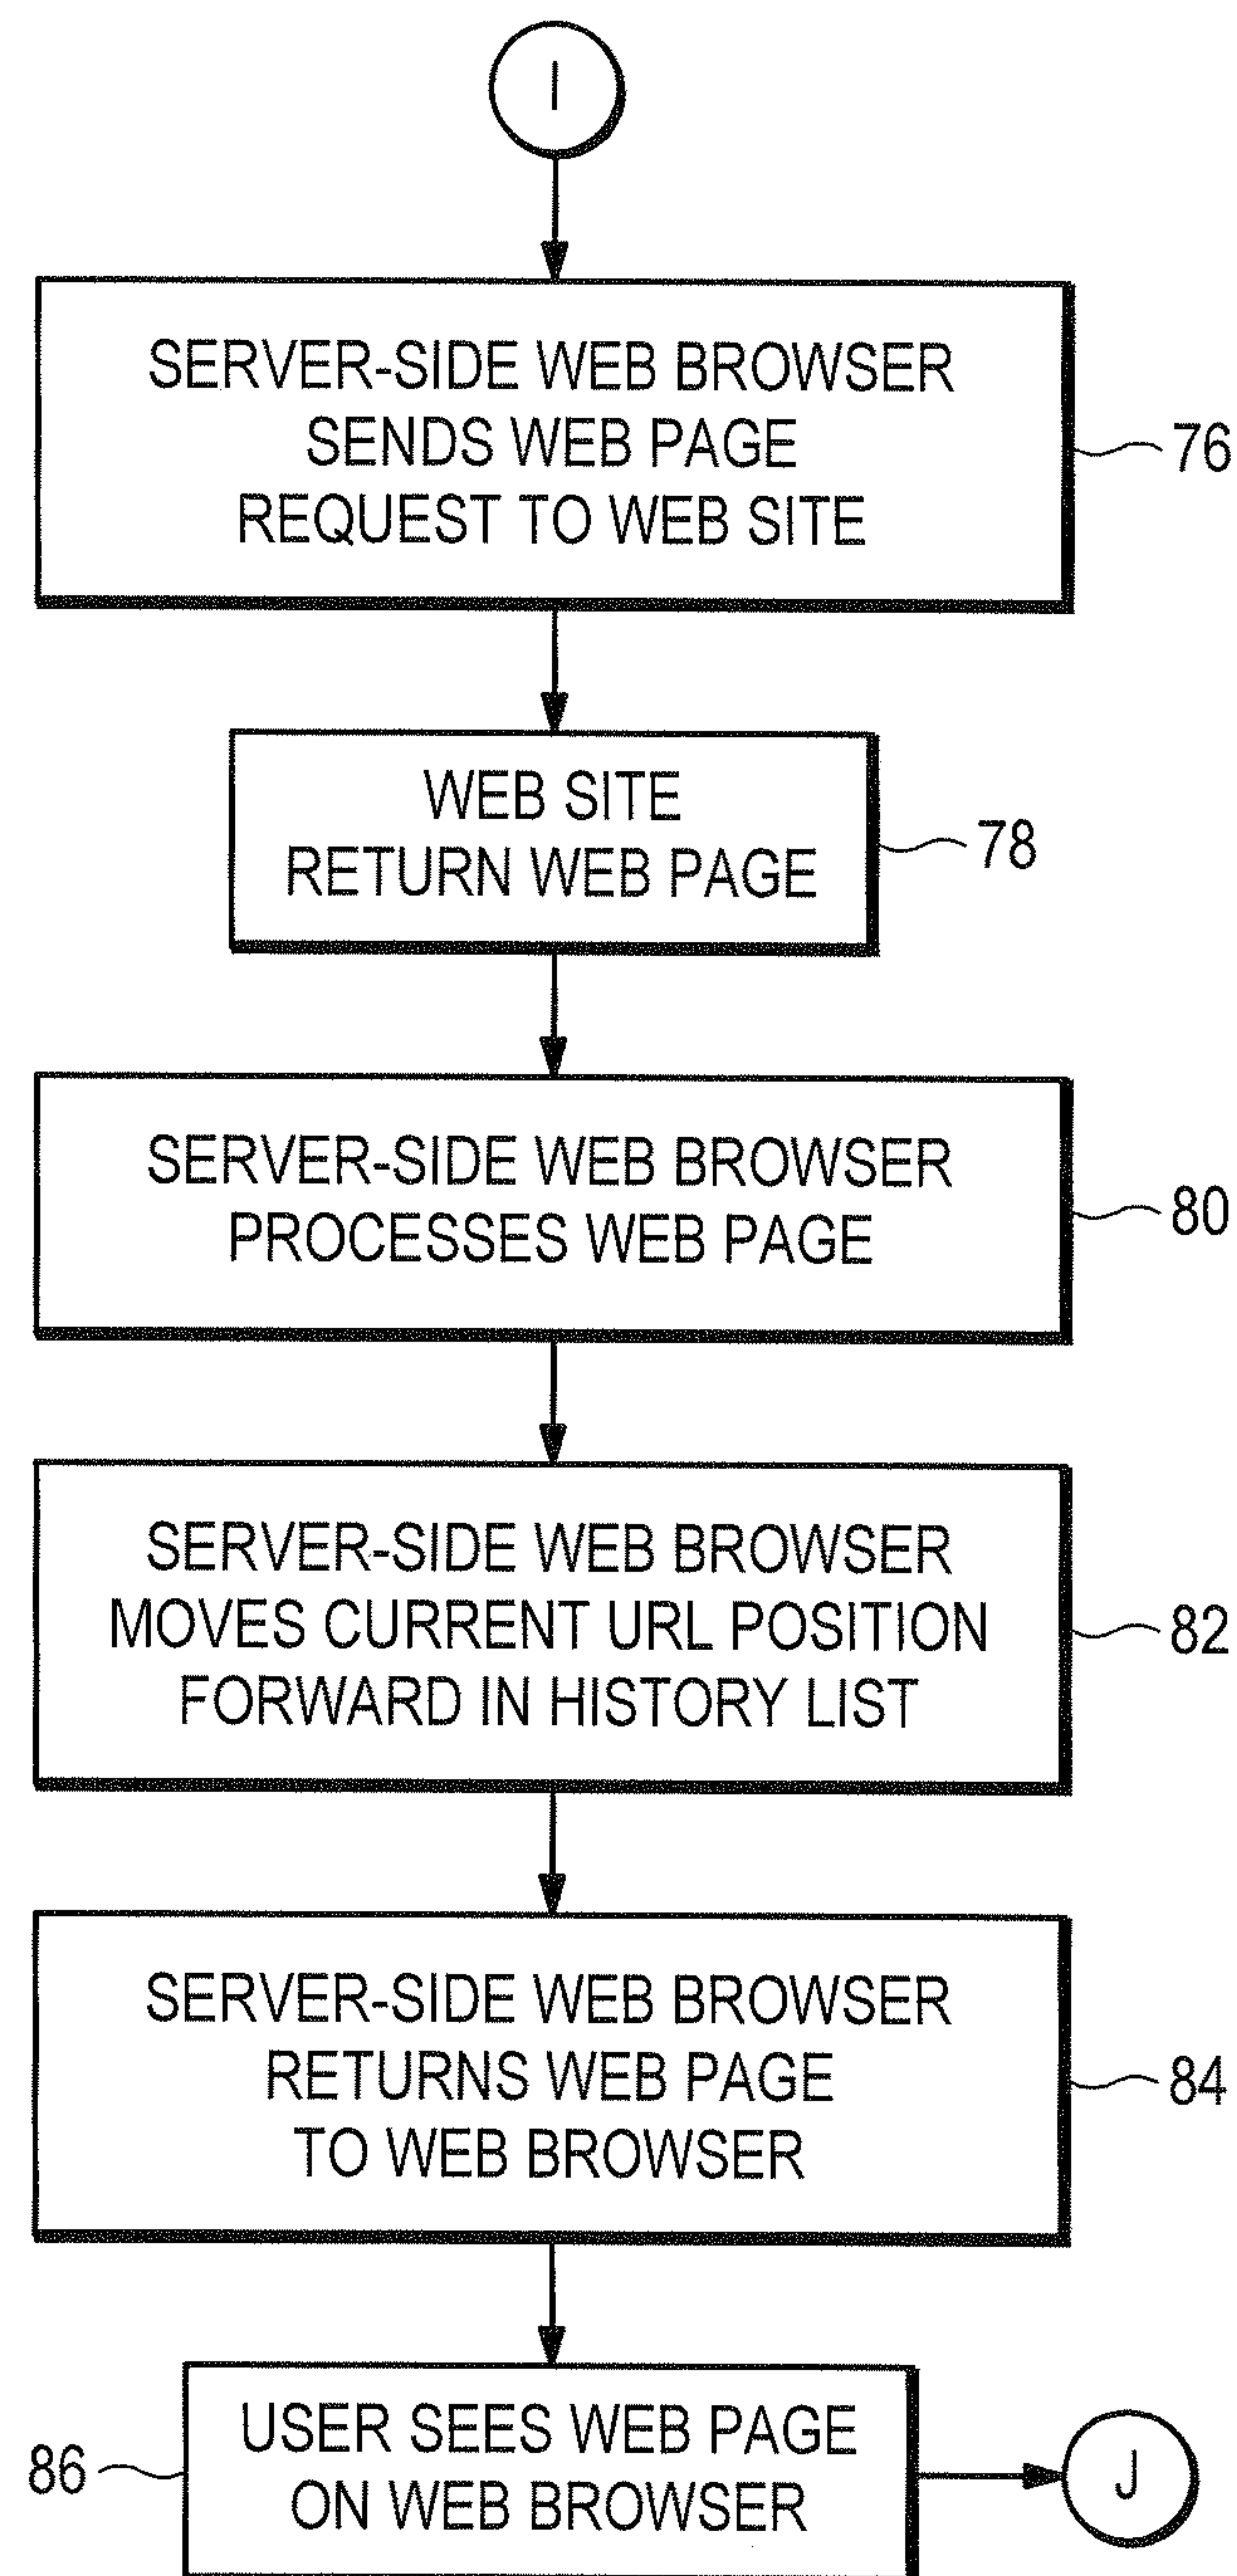 I
SERVER-SIDE WEB BROWSER
SENDS WEB PAGE
REQUEST TO WEB SITE
76
WEB SITE
RETURN WEB PAGE
78
SERVER-SIDE WEB BROWSER
PROCESSES WEB PAGE
80
SERVER-SIDE WEB BROWSER
MOVES CURRENT URL POSITION
FORWARD IN HISTORY LIST
82
SERVER-SIDE WEB BROWSER
RETURNS WEB PAGE
TO WEB BROWSER
84
USER SEES WEB PAGE
ON WEB BROWSER
86
J